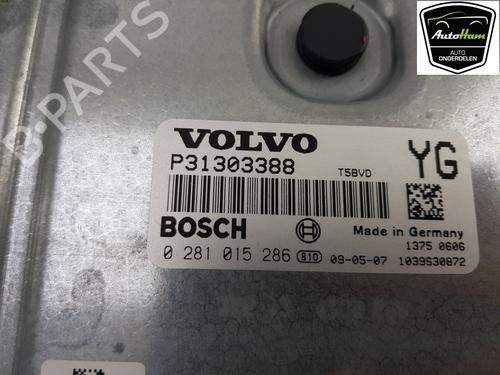 AutoHam
AUTO
ONDERDELEN
B-PARTS
VOLVO
P31303388
T5BVD
YG
BOSCH
Made in Germany
1375 0606
0 281 015 286 810 09-05-07 1039S30872